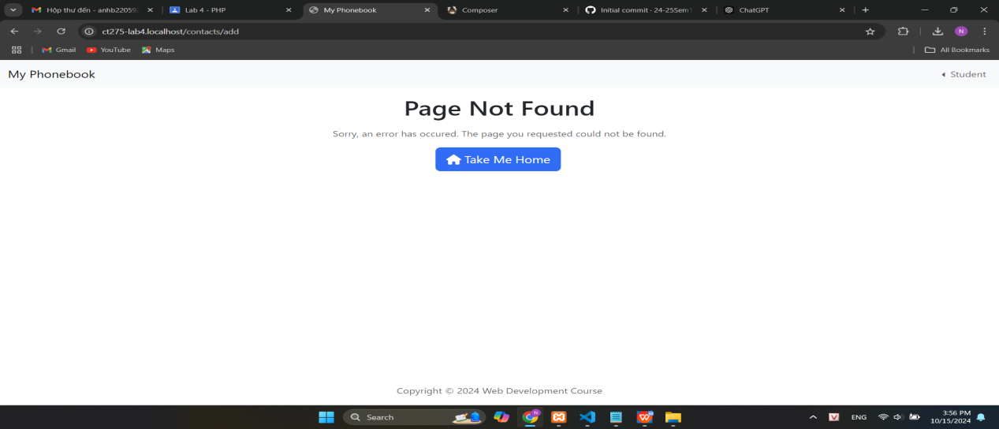 Hộp thư đến - anhb22059
Lab 4 - PHP
My Phonebook
Composer
Initial commit · 24-25Sem1
ChatGPT
ct275-lab4.localhost/contacts/add
N
Gmail
YouTube
Maps
All Bookmarks
My Phonebook
Student
Page Not Found
Sorry, an error has occured. The page you requested could not be found.
Take Me Home
Copyright © 2024 Web Development Course
Search
ENG
3:56 PM
10/15/2024